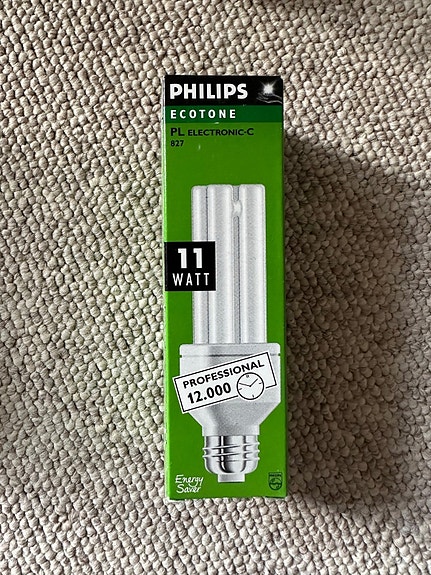 PHILIPS
ECOTONE
PL ELECTRONIC-C
827
11
WATT
PROFESSIONAL
12.000
Energy
Saver